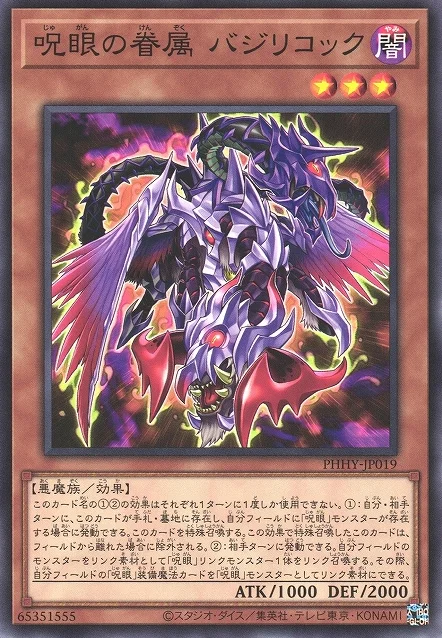 呪眼の眷属 バジリコック
闇
PHHY-JP019
【悪魔族／効果】
このカード名の①②の効果はそれぞれ1ターンに1度しか使用できない。①：自分・相手
ターンに、このカードが手札・墓地に存在し、自分フィールドに「呪眼」モンスターが存在
する場合に発動できる。このカードを特殊召喚する。この効果で特殊召喚したこのカードは、
フィールドから離れた場合に除外される。②：相手ターンに発動できる。自分フィールドの
モンスターをリンク素材として「呪眼」リンクモンスター1体をリンク召喚する。その際、
自分フィールドの「呪眼」装備魔法カードを「呪眼」モンスターとしてリンク素材にできる。
ATK/1000 DEF/2000
65351555
©スタジオ・ダイス/集英社・テレビ東京・KONAMI